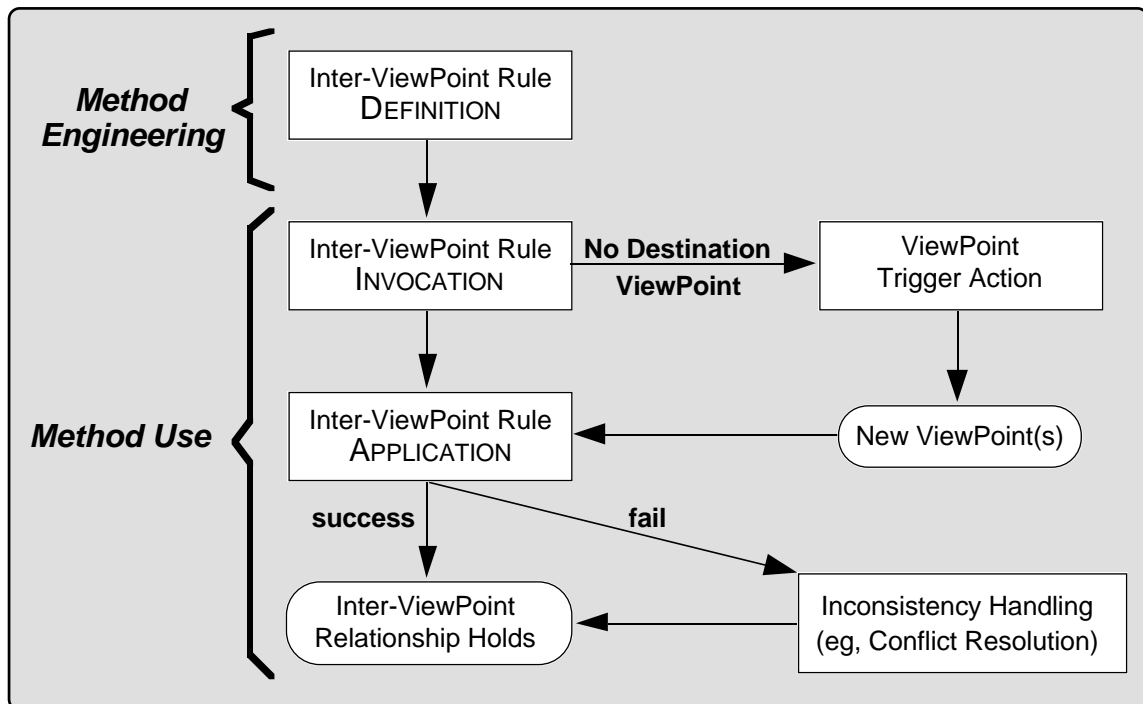 Method
Engineering
Inter-ViewPoint Rule
DEFINITION
Method Use
Inter-ViewPoint Rule
INVOCATION
No Destination
ViewPoint
ViewPoint
Trigger Action
Inter-ViewPoint Rule
APPLICATION
New ViewPoint(s)
success
fail
Inter-ViewPoint
Relationship Holds
Inconsistency Handling
(eg, Conflict Resolution)